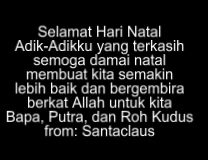 Selamat Hari Natal
Adik-Adikku yang terkasih
semoga damai natal
membuat kita semakin
lebih baik dan bergembira
berkat Allah untuk kita
Bapa, Putra, dan Roh Kudus
from: Santaclaus